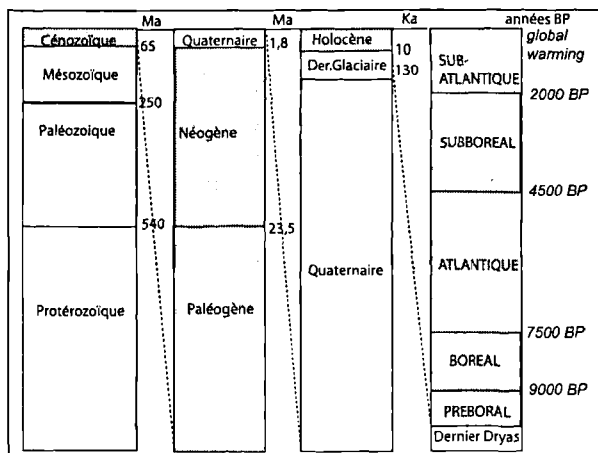 Ma Ma Ka années BP
Cénozoïque 65 Quaternaire 1,8 Holocène 10 global
warming
Der.Glaciaire 130
Mésozoïque
SUB-
ATLANTIQUE
250
2000 BP
Paléozoique
Néogène
SUBBOREAL
4500 BP
540
23,5
ATLANTIQUE
Quaternaire
Protérozoïque
Paléogène
7500 BP
BOREAL
9000 BP
PREBORAL
Dernier Dryas